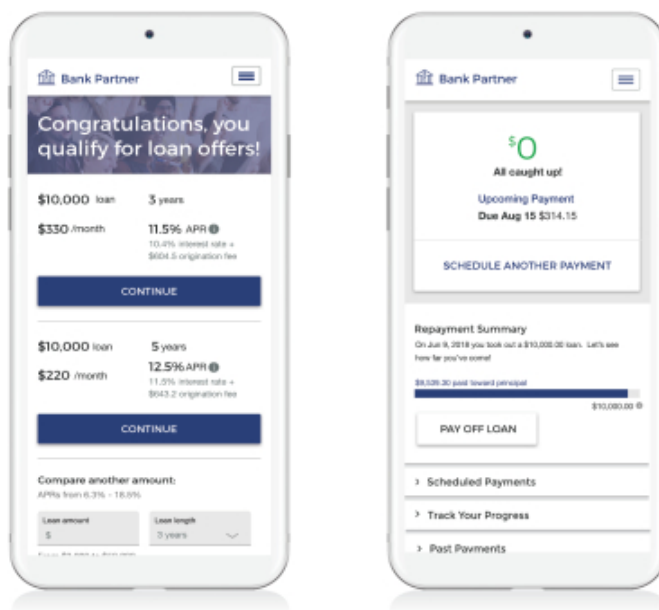 Bank Partner
Congratulations, you
qualify for loan offers!
$10,000 loan 3 years
$330 /month 11.5% APR
10.4% interest rate +
$604.5 origination fee
CONTINUE
$10,000 loan 5 years
$220 /month 12.5% APR
11.5% interest rate +
$643.2 origination fee
CONTINUE
Compare another amount:
APRs from 6.3% - 18.5%
Loan amount Loan length
$ 3 years
Bank Partner
$0
All caught up!
Upcoming Payment
Due Aug 15 $314.15
SCHEDULE ANOTHER PAYMENT
Repayment Summary
On Jun 9, 2018 you took out a $10,000.00 loan. Let's see
how far you've come!
paid toward principal
$10,000.00
PAY OFF LOAN
Scheduled Payments
Track Your Progress
Past Payments